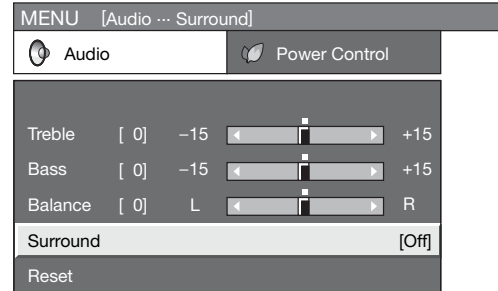 MENU [Audio ··· Surround]
Audio Power Control
Treble [ 0] −15 +15
Bass [ 0] −15 +15
Balance [ 0] L R
Surround [Off]
Reset